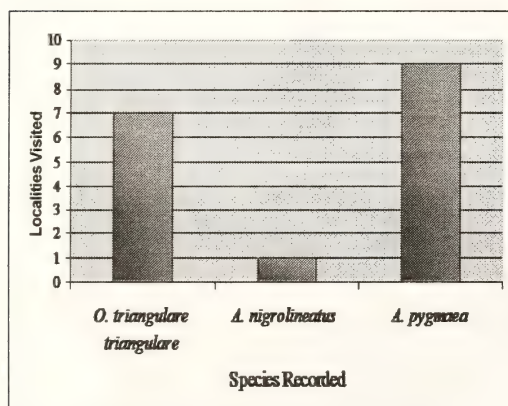 10
9
8
7
6
5
4
3
2
1
0
Localities Visited
O. triangulare
triangulare
A. nigrolineatus
A. pygmaea
Species Recorded